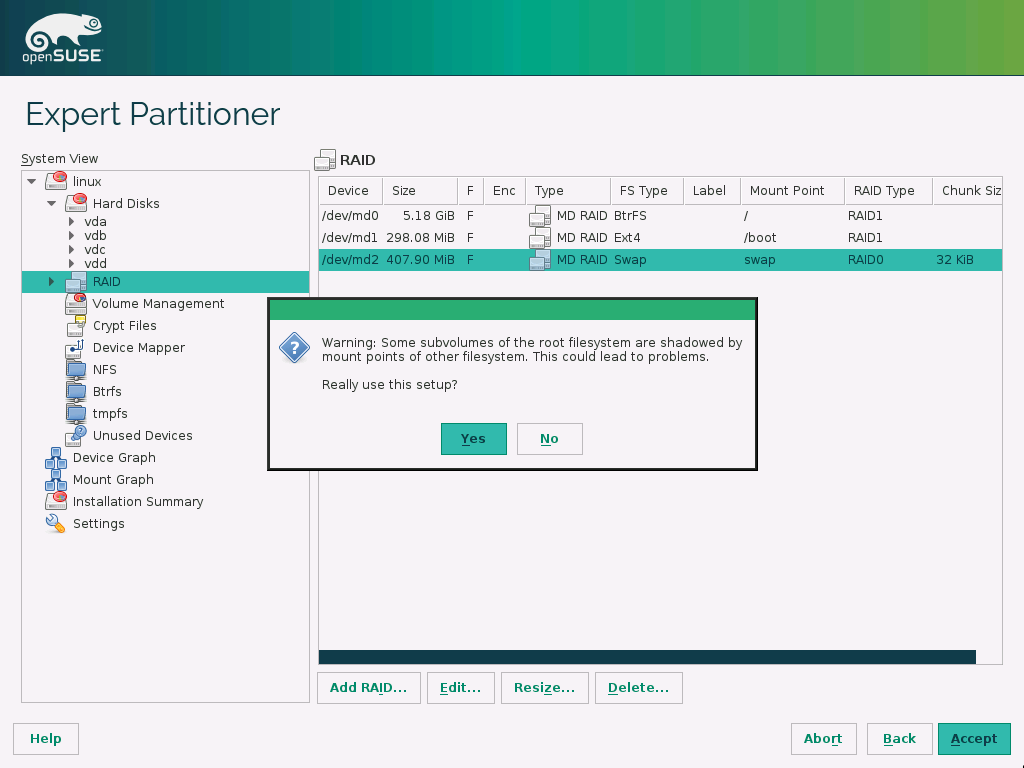 openSUSE
Expert Partitioner
System View
linux
Hard Disks
vda
vdb
vdc
vdd
RAID
Volume Management
Crypt Files
Device Mapper
NFS
Btrfs
tmpfs
Unused Devices
Device Graph
Mount Graph
Installation Summary
Settings
RAID
Device Size F Enc Type FS Type Label Mount Point RAID Type Chunk Siz
/dev/md0 5.18 GiB F MD RAID BtrFS / RAID1
/dev/md1 298.08 MiB F MD RAID Ext4 /boot RAID1
/dev/md2 407.90 MiB F MD RAID Swap swap RAID0 32 KiB
Warning: Some subvolumes of the root filesystem are shadowed by
mount points of other filesystem. This could lead to problems.
Really use this setup?
Yes No
Add RAID... Edit... Resize... Delete...
Help Abort Back Accept